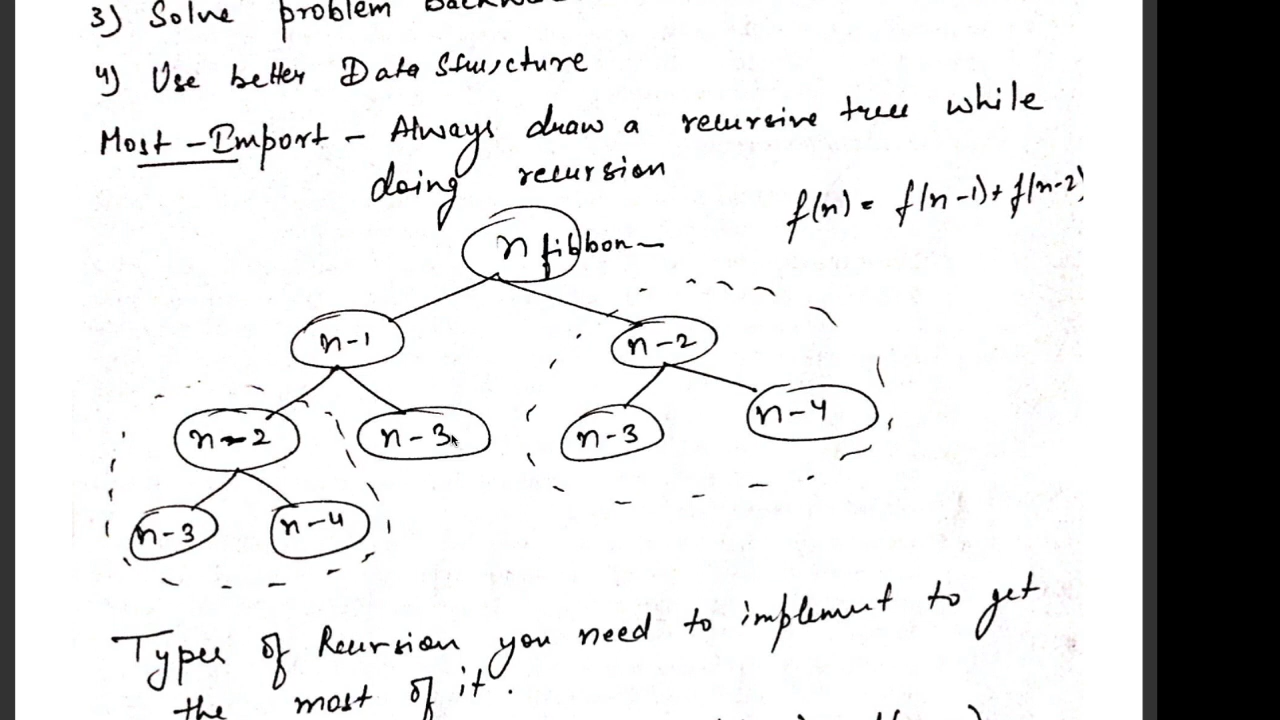 3) Solve problem
4) Use better Data Structure
Most - Import - Always draw a recursive tree while
doing recursion
f(n) = f(n-1) + f(n-2)
n fibbon
n-1
n-2
n-2
n-3
n-3
n-4
n-3
n-4
Types of Recursion you need to implement to get
the most of it.